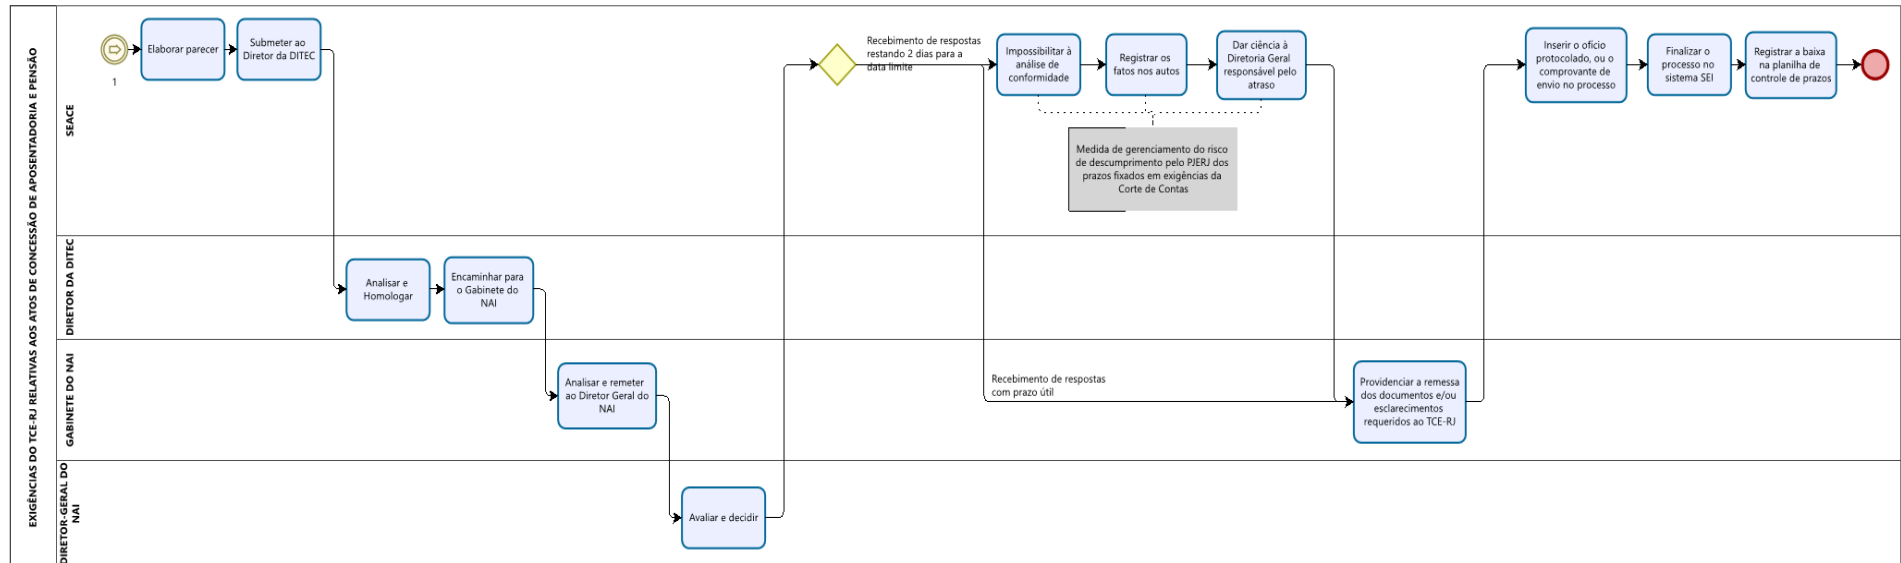 EXIGÊNCIAS DO TCE-RJ RELATIVAS AOS ATOS DE CONCESSÃO DE APOSENTADORIA E PENSÃO
SEACE
1
Elaborar parecer
Submeter ao
Diretor da DITEC
Recebimento de respostas
restando 2 dias para a
data limite
Impossibilitar à
análise de
conformidade
Registrar os
fatos nos autos
Dar ciência à
Diretoria Geral
responsável pelo
atraso
Medida de gerenciamento do risco
de descumprimento pelo PJERJ dos
prazos fixados em exigências da
Corte de Contas
Inserir o ofício
protocolado, ou o
comprovante de
envio no processo
Finalizar o
processo no
sistema SEI
Registrar a baixa
na planilha de
controle de prazos
DIRETOR DA DITEC
Analisar e
Homologar
Encaminhar para
o Gabinete do
NAI
GABINETE DO NAI
Analisar e remeter
ao Diretor Geral do
NAI
Recebimento de respostas
com prazo útil
Providenciar a remessa
dos documentos e/ou
esclarecimentos
requeridos ao TCE-RJ
DIRETOR-GERAL DO
NAI
Avaliar e decidir